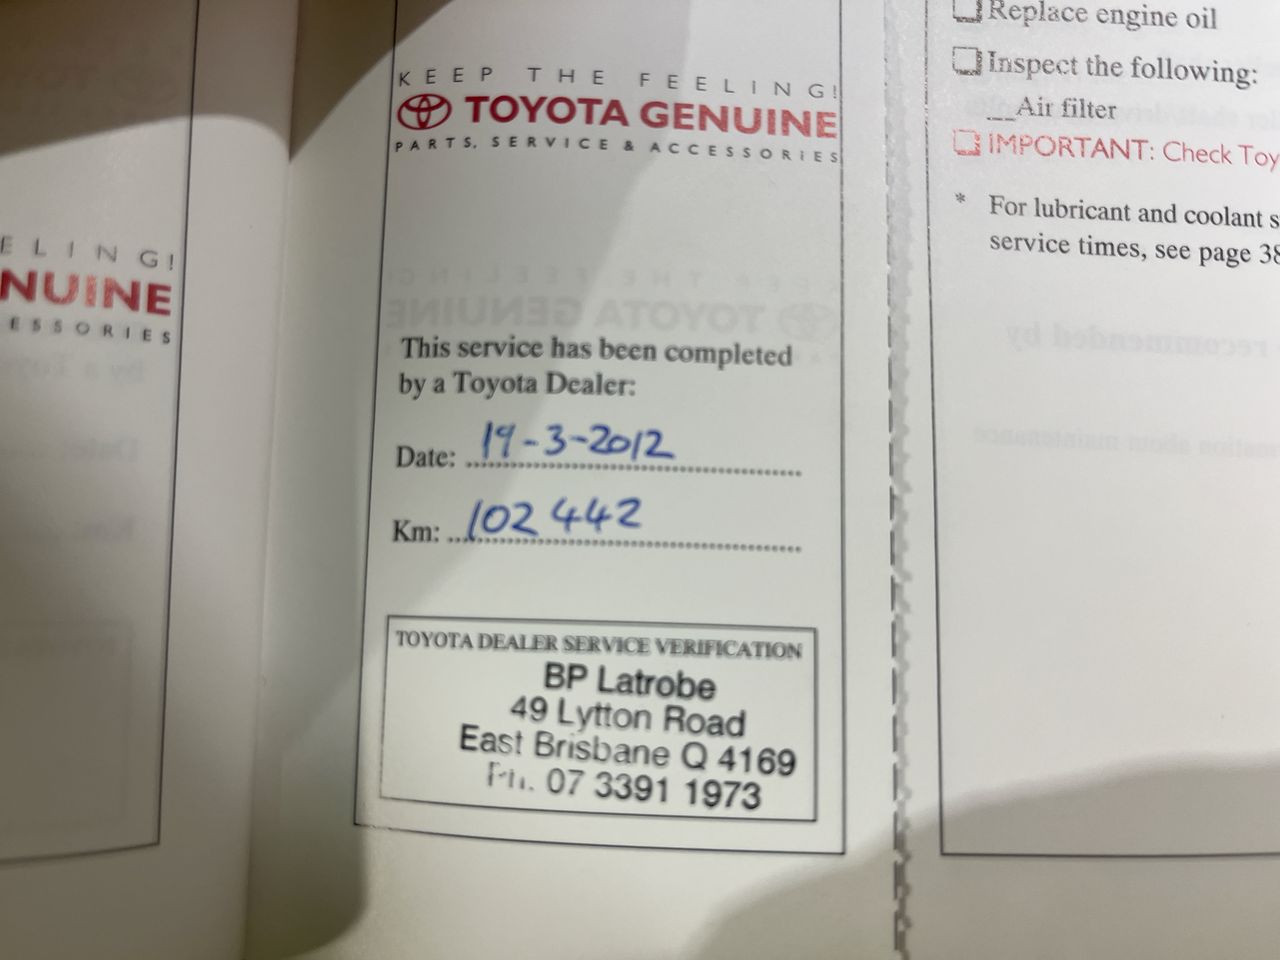 ELING!
NUINE
ESSORIES
KEEP THE FEELING!
TOYOTA GENUINE
PARTS, SERVICE & ACCESSORIES
This service has been completed
by a Toyota Dealer:
Date: 19-3-2012
Km: 102 442
TOYOTA DEALER SERVICE VERIFICATION
BP Latrobe
49 Lytton Road
East Brisbane Q 4169
Ph. 07 3391 1973
Replace engine oil
Inspect the following:
__Air filter
IMPORTANT: Check Toy
* For lubricant and coolant s
service times, see page 38